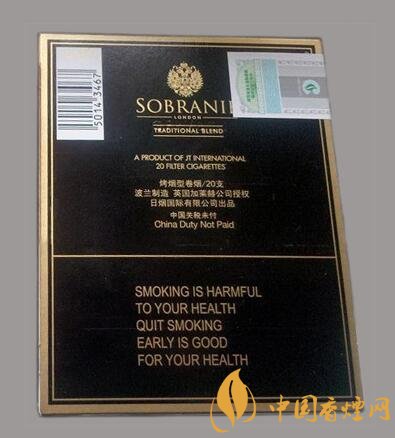 50143467
SOBRANIE
LONDON
TRADITIONAL BLEND
A PRODUCT OF JT INTERNATIONAL
20 FILTER CIGARETTES
烤烟型卷烟/20支
波兰制造 英国加莱赫公司授权
日烟国际有限公司出品
中国关税未付
China Duty Not Paid
SMOKING IS HARMFUL
TO YOUR HEALTH
QUIT SMOKING
EARLY IS GOOD
FOR YOUR HEALTH
中国香烟网